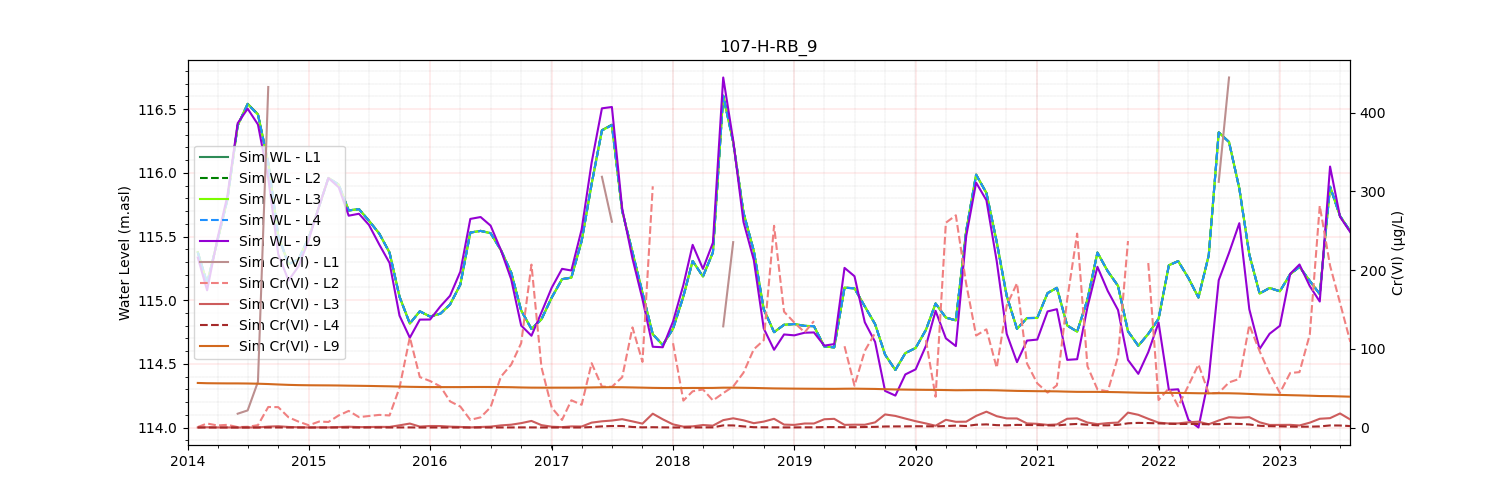 107-H-RB_9
Water Level (m.asl)
116.5
116.0
115.5
115.0
114.5
114.0
Sim WL - L1
Sim WL - L2
Sim WL - L3
Sim WL - L4
Sim WL - L9
Sim Cr(VI) - L1
Sim Cr(VI) - L2
Sim Cr(VI) - L3
Sim Cr(VI) - L4
Sim Cr(VI) - L9
400
300
200
100
0
Cr(VI) (μg/L)
2014 2015 2016 2017 2018 2019 2020 2021 2022 2023